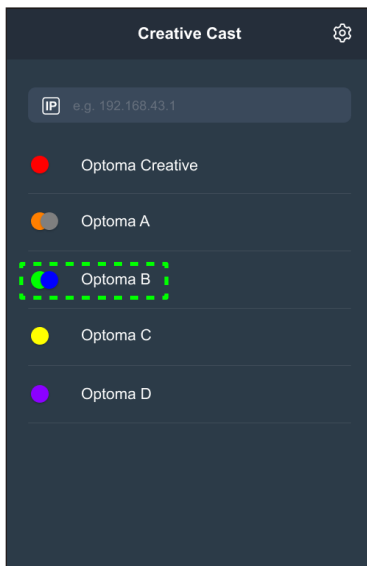 Creative Cast
IP e.g. 192.168.43.1
Optoma Creative
Optoma A
Optoma B
Optoma C
Optoma D